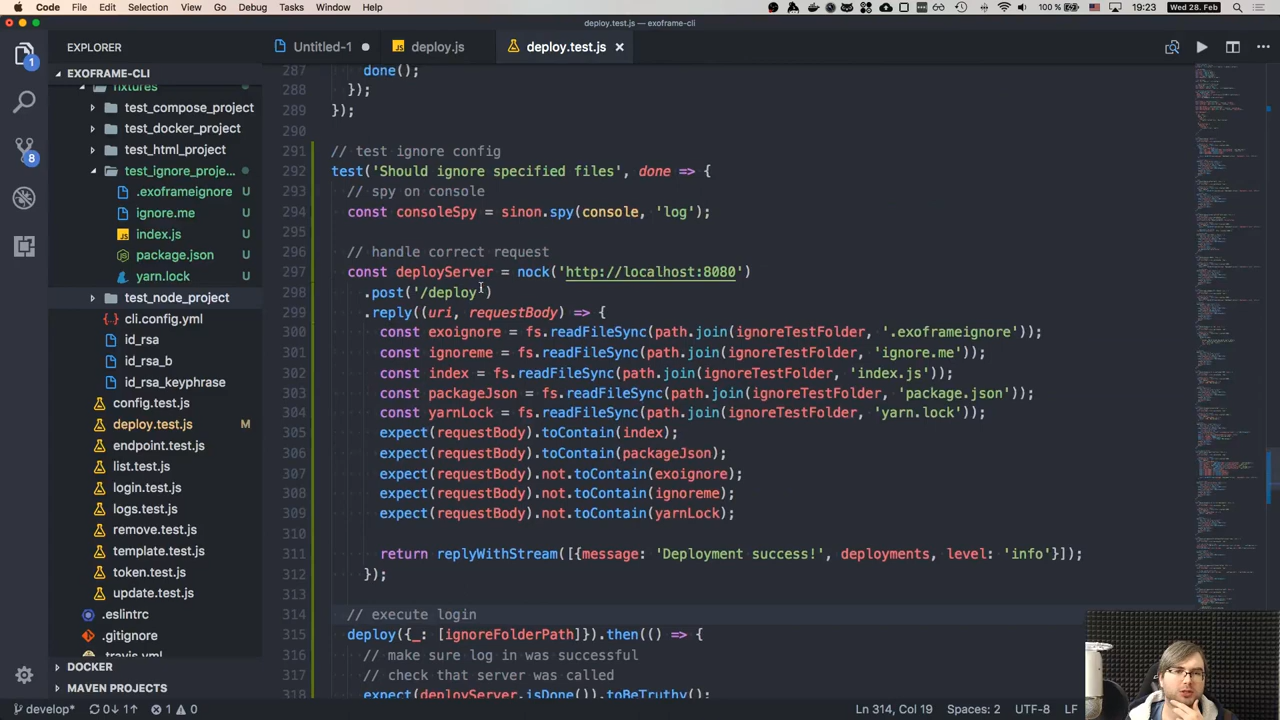 Code File Edit Selection View Go Debug Tasks Window Help 100 % 19:23 Wed 28. Feb
deploy.test.js — exoframe-cli
EXPLORER
Untitled-1
deploy.js
deploy.test.js
EXOFRAME-CLI
fixtures
test_compose_project
test_docker_project
test_html_project
test_ignore_proje... 
.exoframeignore U
ignore.me U
index.js U
package.json U
yarn.lock U
test_node_project
cli.config.yml
id_rsa
id_rsa_b
id_rsa_keyphrase
config.test.js
deploy.test.js M
endpoint.test.js
list.test.js
login.test.js
logs.test.js
remove.test.js
template.test.js
token.test.js
update.test.js
.eslintrc
.gitignore
.travis.yml
DOCKER
MAVEN PROJECTS
1
8
287 done();
288 });
289 });
290
291 // test ignore config
292 test('Should ignore specified files', done => {
293 // spy on console
294 const consoleSpy = sinon.spy(console, 'log');
295
296 // handle correct request
297 const deployServer = nock('http://localhost:8080')
298 .post('/deploy')
299 .reply((uri, requestBody) => {
300 const exoignore = fs.readFileSync(path.join(ignoreTestFolder, '.exoframeignore'));
301 const ignoreme = fs.readFileSync(path.join(ignoreTestFolder, 'ignore.me'));
302 const index = fs.readFileSync(path.join(ignoreTestFolder, 'index.js'));
303 const packageJson = fs.readFileSync(path.join(ignoreTestFolder, 'package.json'));
304 const yarnLock = fs.readFileSync(path.join(ignoreTestFolder, 'yarn.lock'));
305 expect(requestBody).toContain(index);
306 expect(requestBody).toContain(packageJson);
307 expect(requestBody).not.toContain(exoignore);
308 expect(requestBody).not.toContain(ignoreme);
309 expect(requestBody).not.toContain(yarnLock);
310
311 return replyWithStream([{message: 'Deployment success!', deployments, level: 'info'}]);
312 });
313
314 // execute login
315 deploy({_: [ignoreFolderPath]}).then(() => {
316 // make sure log in was successful
317 // check that server was called
318 expect(deployServer.isDone()).toBeTruthy();
develop* 0↓ 1↑ 1 0
Ln 314, Col 19 Spaces: 2 UTF-8 LF